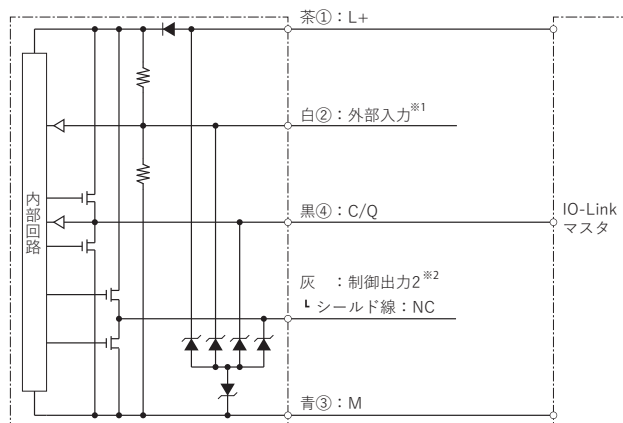 茶①：L+
白②：外部入力※1
内部回路
黒④：C/Q
IO-Link
マスタ
灰　：制御出力2※2
┗ シールド線：NC
青③：M